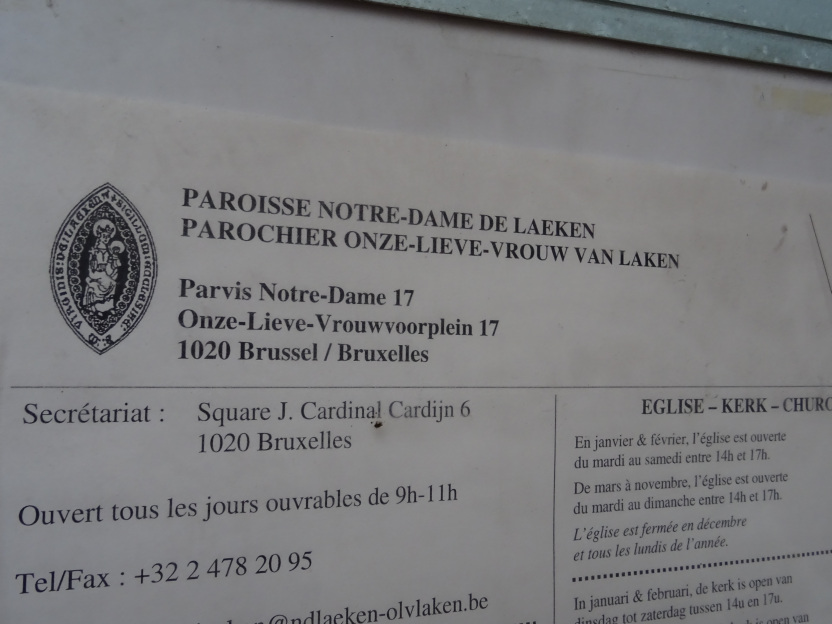 PAROISSE NOTRE-DAME DE LAEKEN
PAROCHIER ONZE-LIEVE-VROUW VAN LAKEN
Parvis Notre-Dame 17
Onze-Lieve-Vrouwvoorplein 17
1020 Brussel / Bruxelles
Secrétariat : Square J. Cardinal Cardijn 6
1020 Bruxelles
Ouvert tous les jours ouvrables de 9h-11h
Tel/Fax : +32 2 478 20 95
@ndlaeken-olvlaken.be
EGLISE – KERK – CHURC
En janvier & février, l'église est ouverte
du mardi au samedi entre 14h et 17h.
De mars à novembre, l'église est ouverte
du mardi au dimanche entre 14h et 17h.
L'église est fermée en décembre
et tous les lundis de l'année.
In januari & februari, de kerk is open van
dinsdag tot zaterdag tussen 14u en 17u.